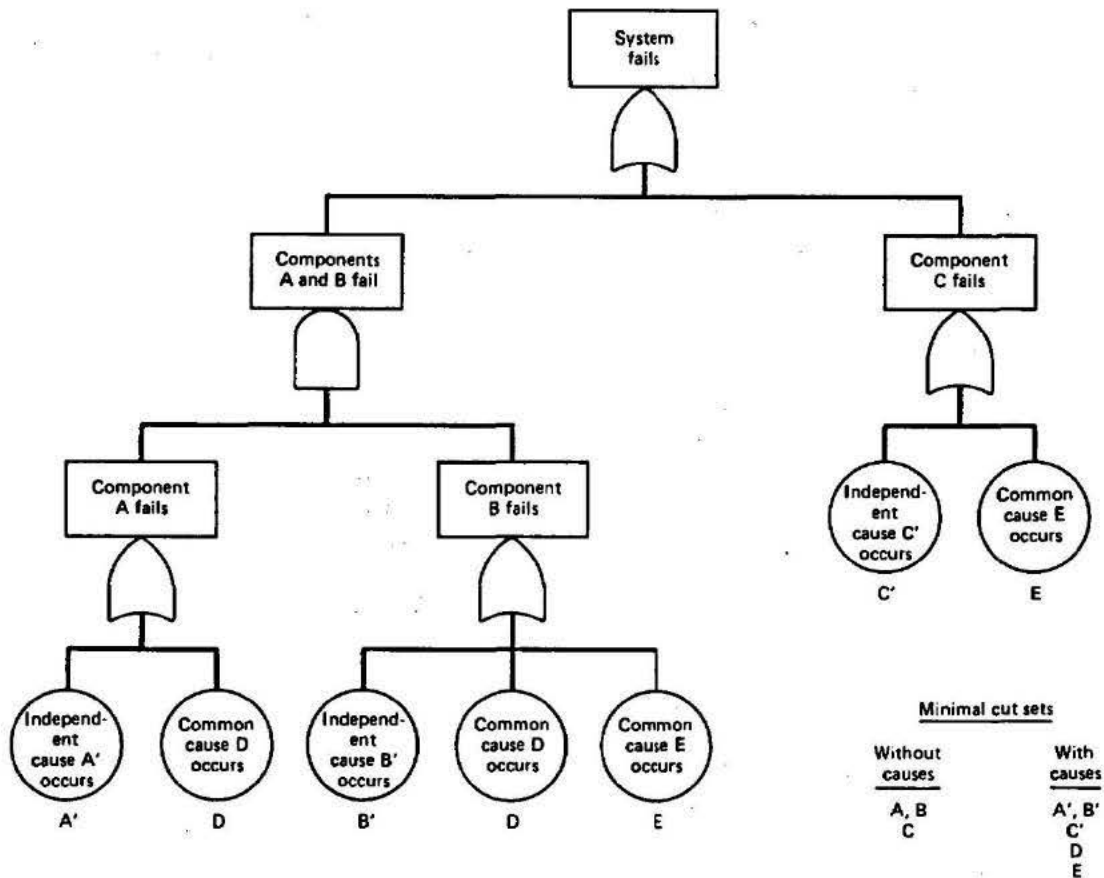 System
fails
Components
A and B fail
Component
C fails
Component
A fails
Component
B fails
Independ-
ent
cause C'
occurs
Common
cause E
occurs
C'
E
Independ-
ent
cause A'
occurs
Common
cause D
occurs
Independ-
ent
cause B'
occurs
Common
cause D
occurs
Common
cause E
occurs
A'
D
B'
D
E
Minimal cut sets
Without
causes
A, B
C
With
causes
A', B'
C'
D
E